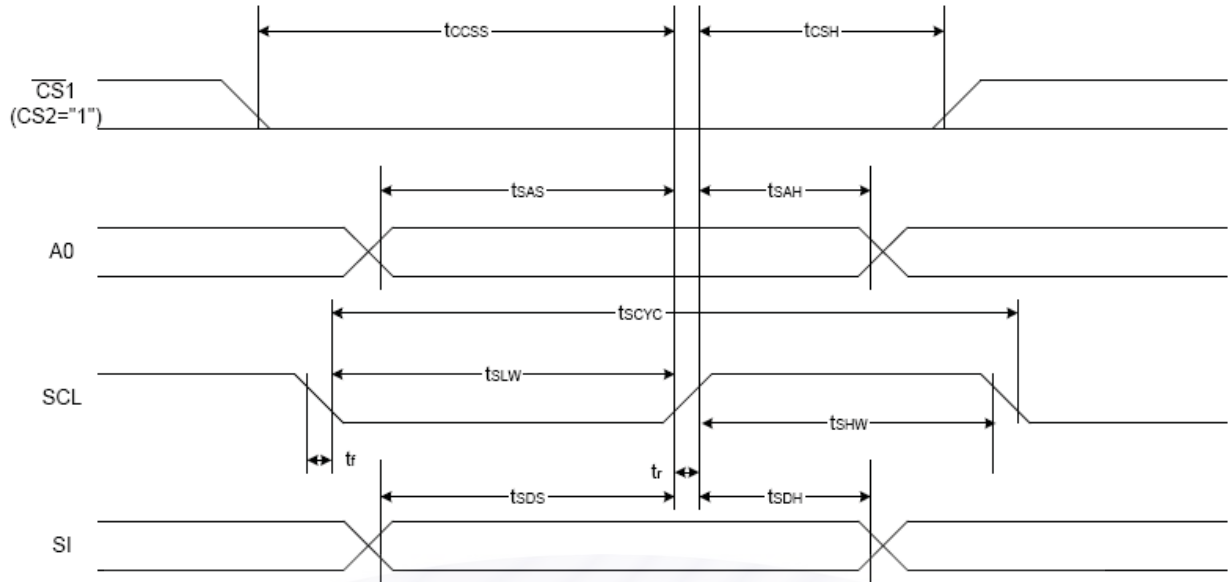 tCCSS
tCSH
CS1
(CS2="1")
tSAS
tSAH
A0
tSCYC
tSLW
SCL
tSHW
tf
tr
tSDS
tSDH
SI